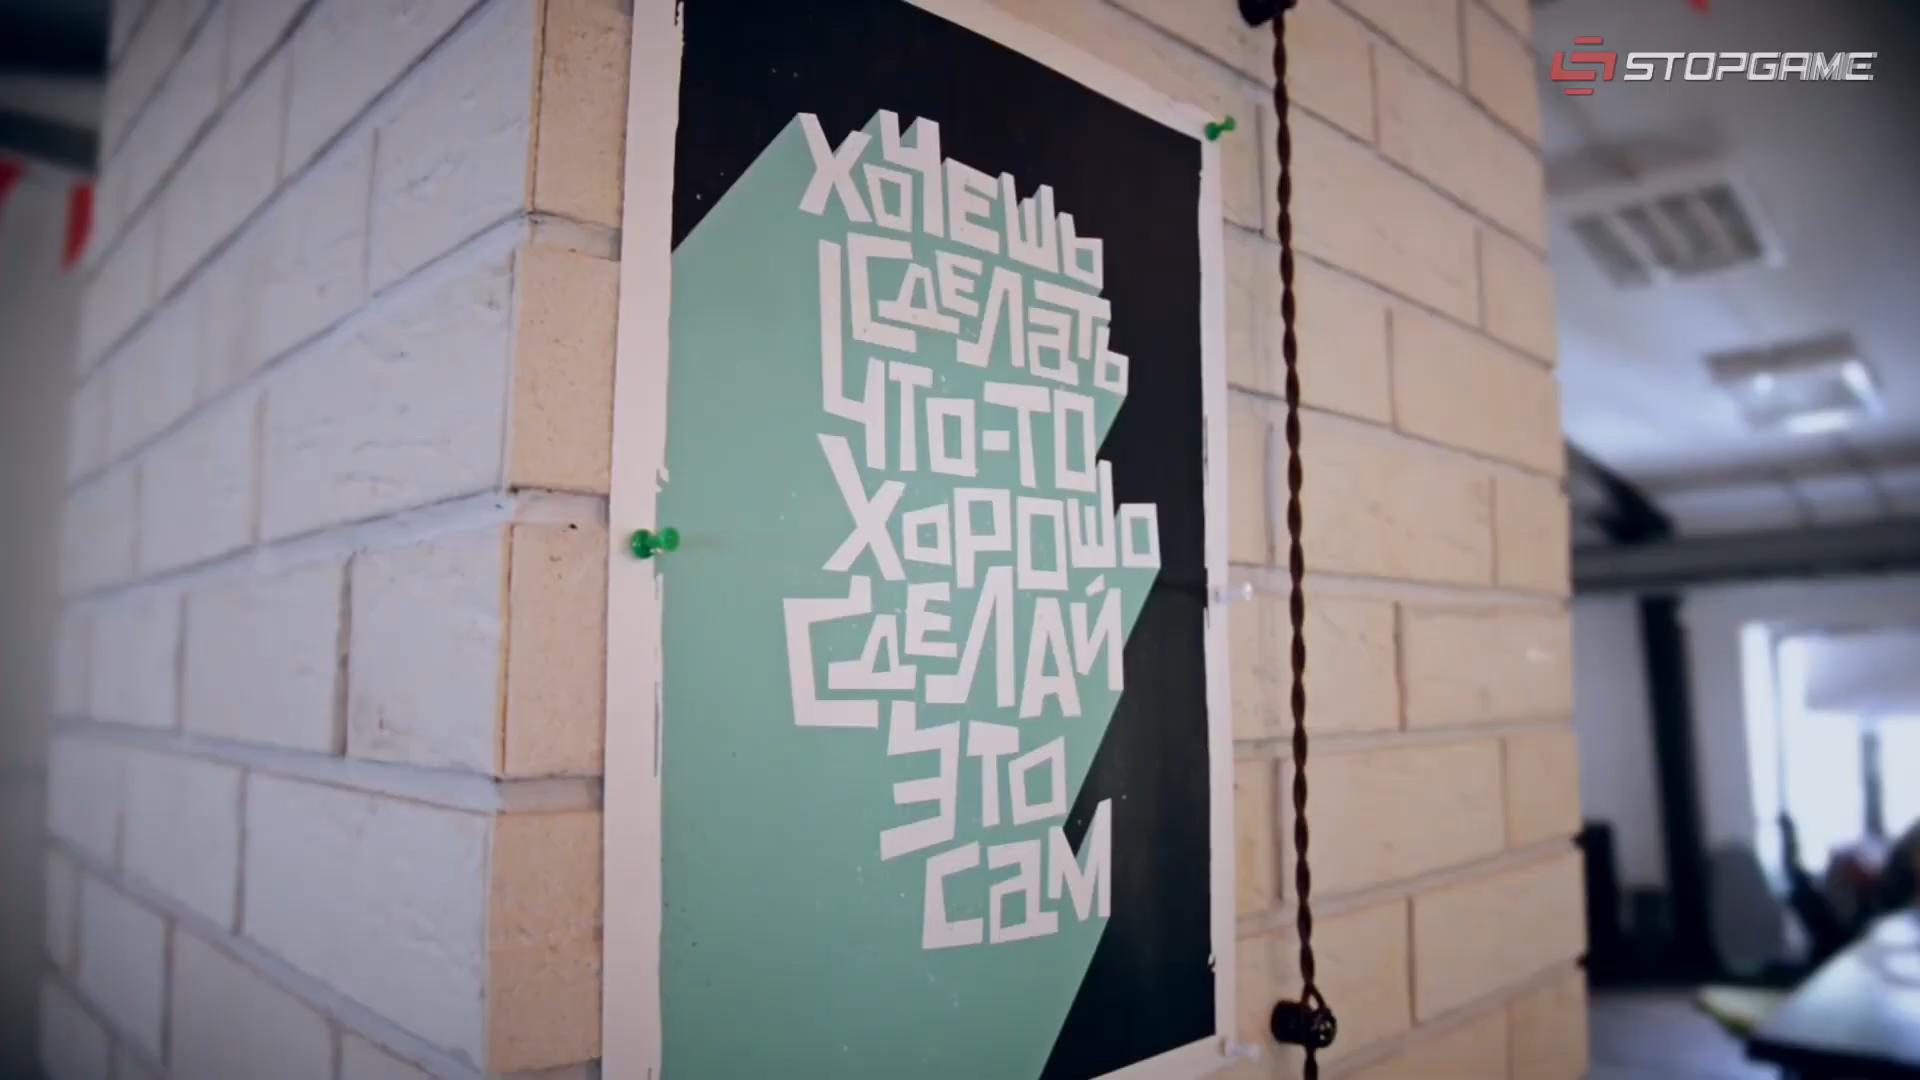 STOPGAME
Хочешь
Сделать
Что-то
Хорошо
Сделай
Это
Сам